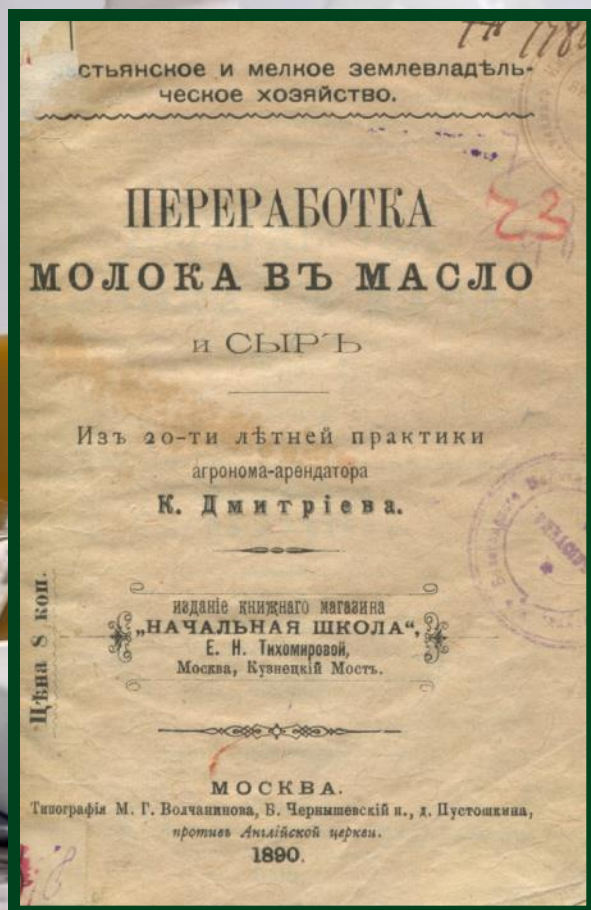 стьянское и мелкое землевладѣль-
ческое хозяйство.
ПЕРЕРАБОТКА
МОЛОКА ВЪ МАСЛО
и СЫРЪ
Изъ 20-ти лѣтней практики
агронома-арендатора
К. Дмитріева.
Цѣна 8 коп.
изданіе книжнаго магазина
„НАЧАЛЬНАЯ ШКОЛА“,
Е. Н. Тихомировой,
Москва, Кузнецкій Мостъ.
МОСКВА.
Типографія М. Г. Волчанинова, Б. Чернышевскій п., д. Пустошкина,
противъ Англійской церкви.
1890.